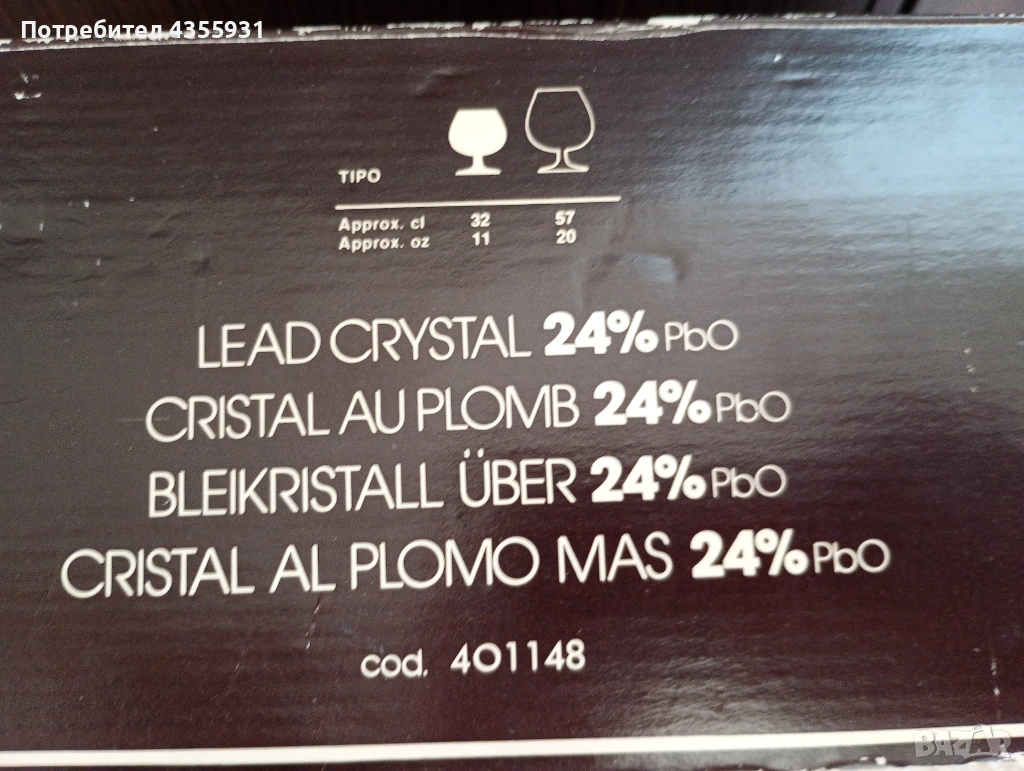 Потребител 4355931
TIPO
Approx. cl 32 57
Approx. oz 11 20
LEAD CRYSTAL 24% PbO
CRISTAL AU PLOMB 24% PbO
BLEIKRISTALL ÜBER 24% PbO
CRISTAL AL PLOMO MAS 24% PbO
cod. 401148
BAZAR